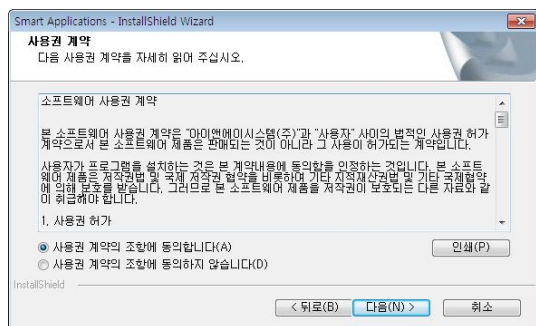 Smart Applications - InstallShield Wizard
사용권 계약
다음 사용권 계약을 자세히 읽어 주십시오.
소프트웨어 사용권 계약
본 소프트웨어 사용권 계약은 "아이앤에이시스템(주)"과 "사용자" 사이의 법적인 사용권 허가
계약으로서 본 소프트웨어 제품은 판매되는 것이 아니라 그 사용이 허가되는 계약입니다.
사용자가 프로그램을 설치하는 것은 본 계약내용에 동의함을 인정하는 것입니다. 본 소프트
웨어 제품은 저작권법 및 국제 저작권 협약을 비롯하여 기타 지적재산권법 및 기타 국제협약
에 의해 보호를 받습니다. 그러므로 본 소프트웨어 제품을 저작권이 보호되는 다른 자료와 같
이 취급해야 합니다.
1. 사용권 허가
사용권 계약의 조항에 동의합니다(A)
인쇄(P)
사용권 계약의 조항에 동의하지 않습니다(D)
InstallShield
< 뒤로(B) 다음(N) > 취소